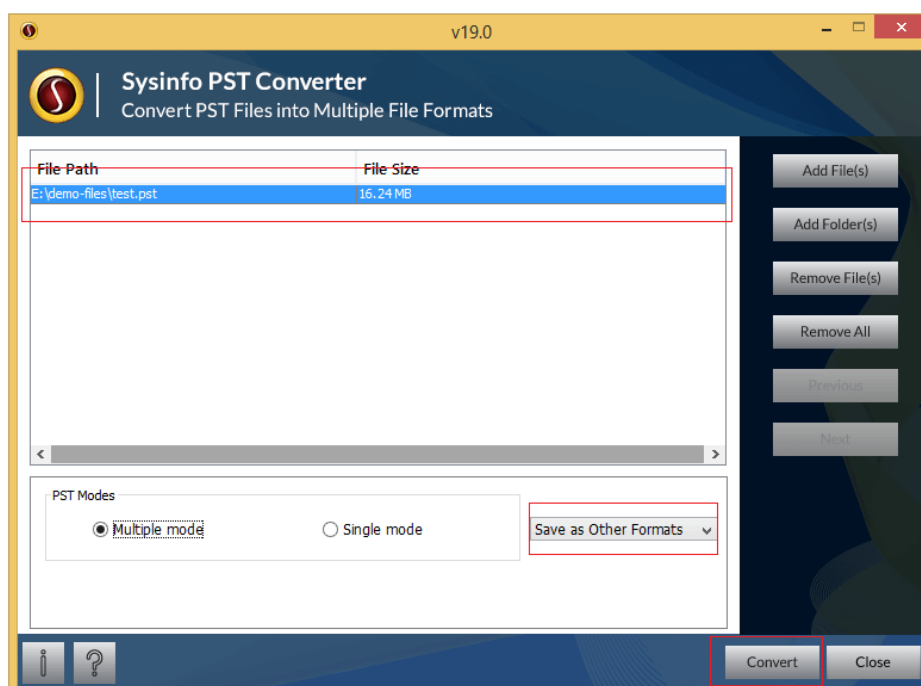 v19.0
Sysinfo PST Converter
Convert PST Files into Multiple File Formats
File Path File Size
E:\demo-files\test.pst 16.24 MB
Add File(s)
Add Folder(s)
Remove File(s)
Remove All
Previous
Next
PST Modes
Multiple mode Single mode Save as Other Formats
Convert Close